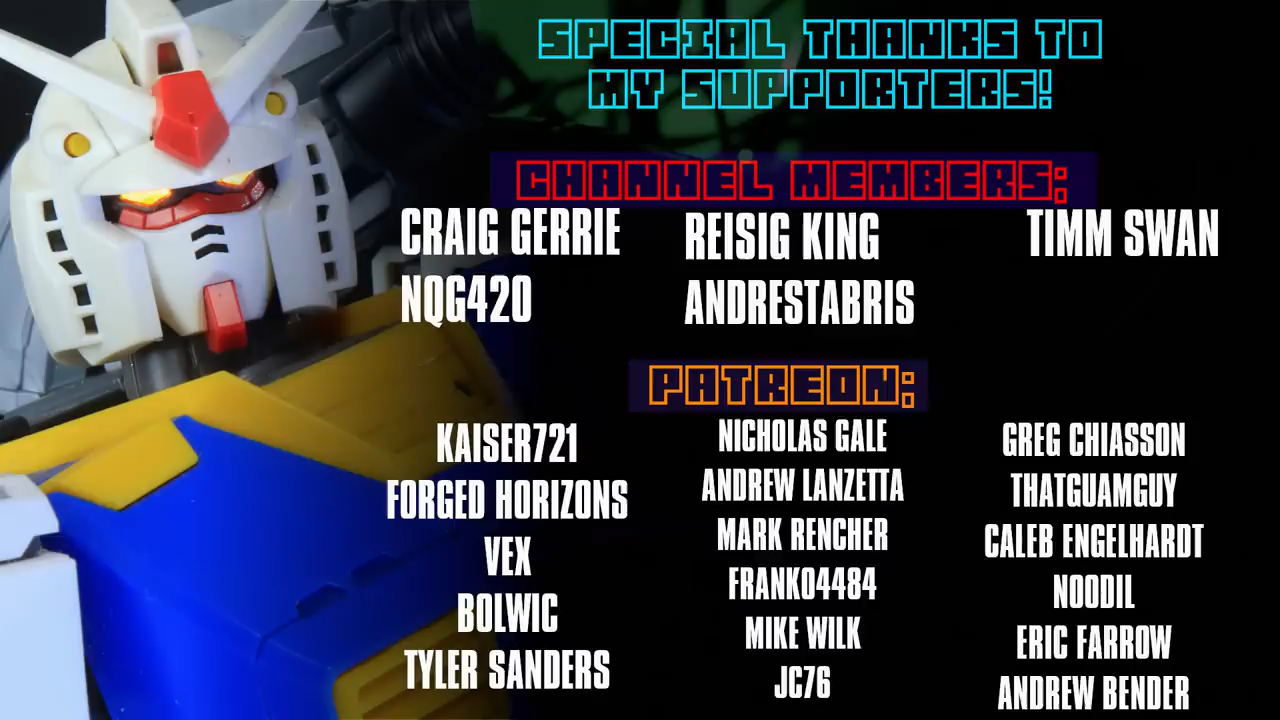 SPECIAL THANKS TO
MY SUPPORTERS!
CHANNEL MEMBERS:
CRAIG GERRIE
NQG420
REISIG KING
ANDRESTABRIS
TIMM SWAN
PATREON:
KAISER721
FORGED HORIZONS
VEX
BOLWIC
TYLER SANDERS
NICHOLAS GALE
ANDREW LANZETTA
MARK RENCHER
FRANK04484
MIKE WILK
JC76
GREG CHIASSON
THATGUAMGUY
CALEB ENGELHARDT
NOODIL
ERIC FARROW
ANDREW BENDER